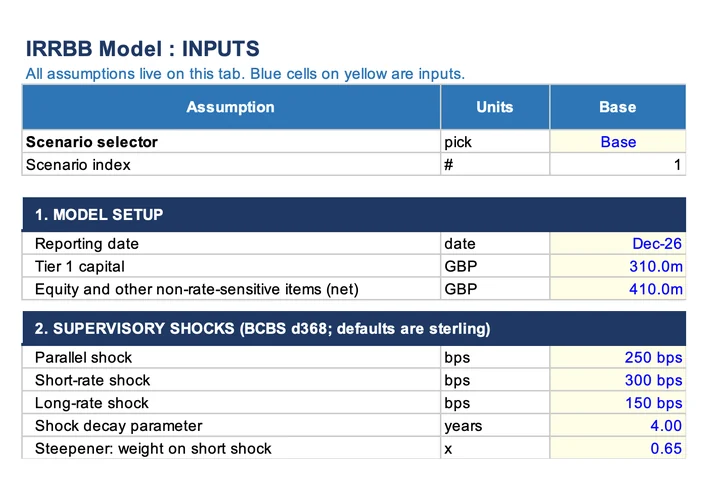 IRRBB Model : INPUTS
All assumptions live on this tab. Blue cells on yellow are inputs.
Assumption Units Base
Scenario selector pick Base
Scenario index # 1
1. MODEL SETUP
Reporting date date Dec-26
Tier 1 capital GBP 310.0m
Equity and other non-rate-sensitive items (net) GBP 410.0m
2. SUPERVISORY SHOCKS (BCBS d368; defaults are sterling)
Parallel shock bps 250 bps
Short-rate shock bps 300 bps
Long-rate shock bps 150 bps
Shock decay parameter years 4.00
Steepener: weight on short shock x 0.65